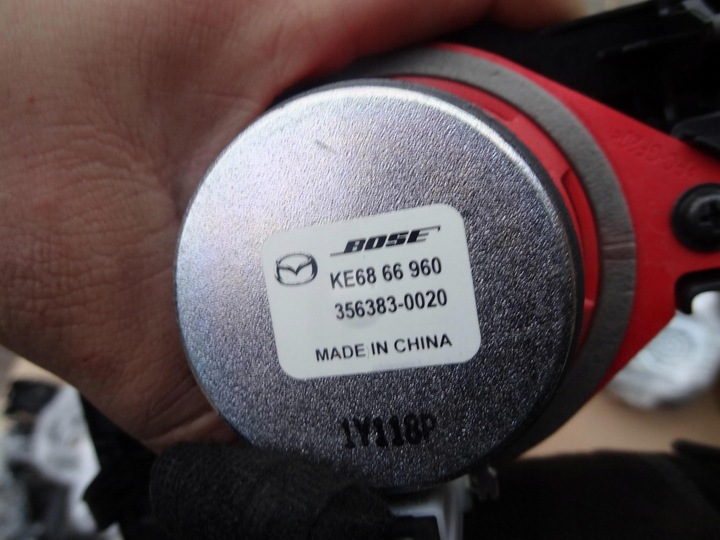 BOSE
KE68 66 960
356383-0020
MADE IN CHINA
1Y118P